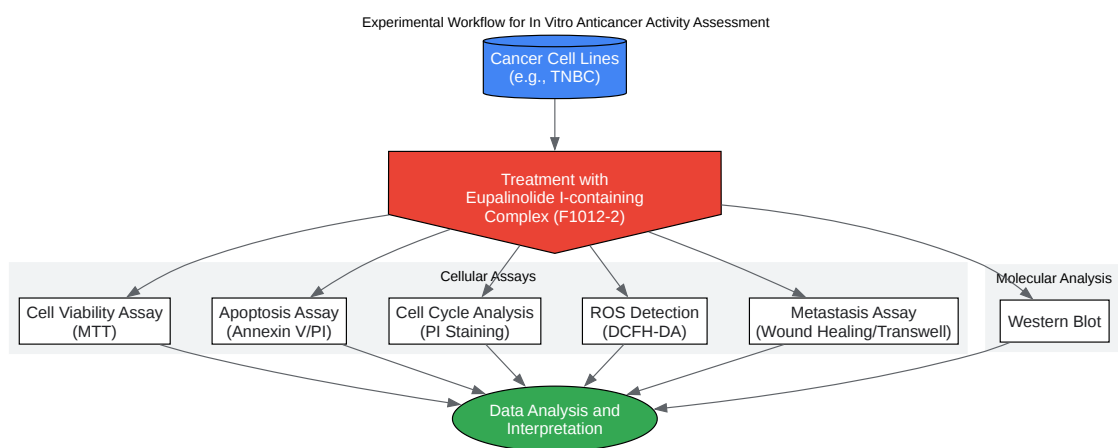 Experimental Workflow for In Vitro Anticancer Activity Assessment
Cancer Cell Lines
(e.g., TNBC)
Treatment with
Eupalinolide I-containing
Complex (F1012-2)
Cellular Assays
Molecular Analysis
Cell Viability Assay
(MTT)
Apoptosis Assay
(Annexin V/PI)
Cell Cycle Analysis
(PI Staining)
ROS Detection
(DCFH-DA)
Metastasis Assay
(Wound Healing/Transwell)
Western Blot
Data Analysis and
Interpretation